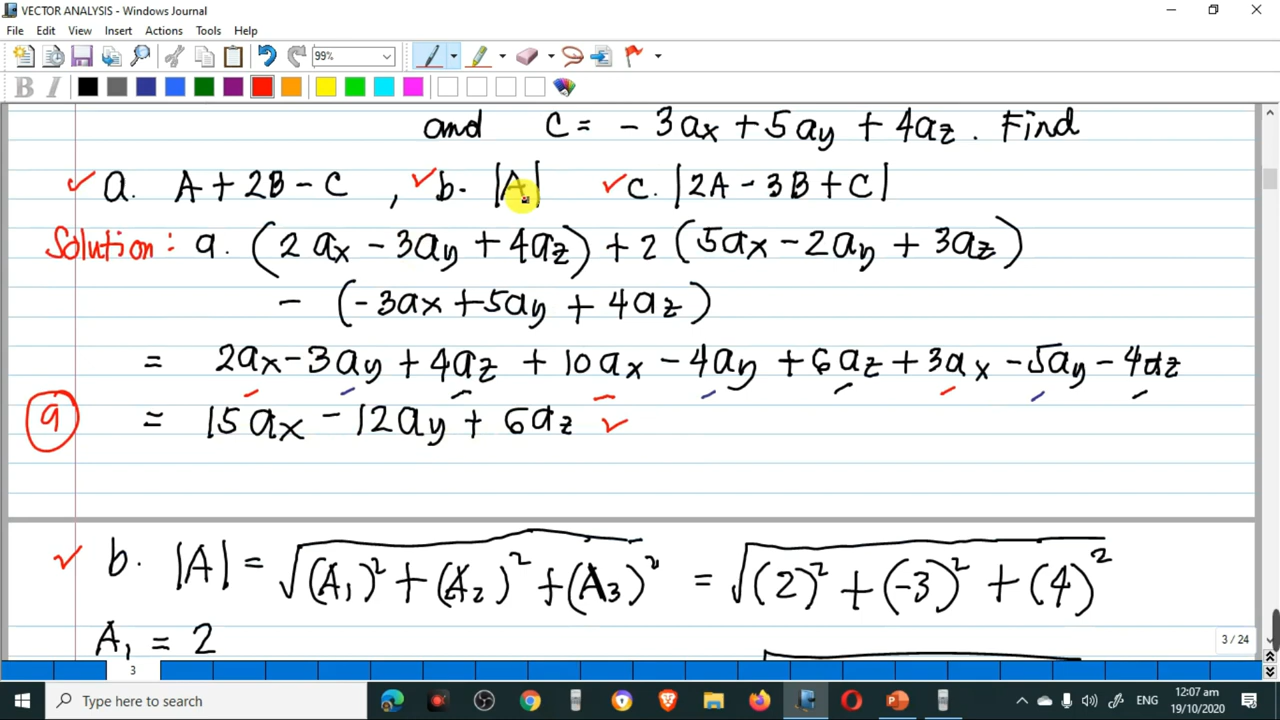 VECTOR ANALYSIS - Windows Journal
File Edit View Insert Actions Tools Help
99%
B I
and C = - 3ax + 5ay + 4az . Find
✓ a. A + 2B - C , ✓ b. |A| ✓ c. |2A - 3B + C|
Solution : a. (2ax - 3ay + 4az) + 2 (5ax - 2ay + 3az)
- (-3ax + 5ay + 4az)
= 2ax - 3ay + 4az + 10ax - 4ay + 6az + 3ax - 5ay - 4az
a = 15ax - 12ay + 6az ✓
✓ b. |A| = √(A₁)² + (A₂)² + (A₃)² = √(2)² + (-3)² + (4)²
A₁ = 2
3 / 24
3
Type here to search
ENG
12:07 am
19/10/2020